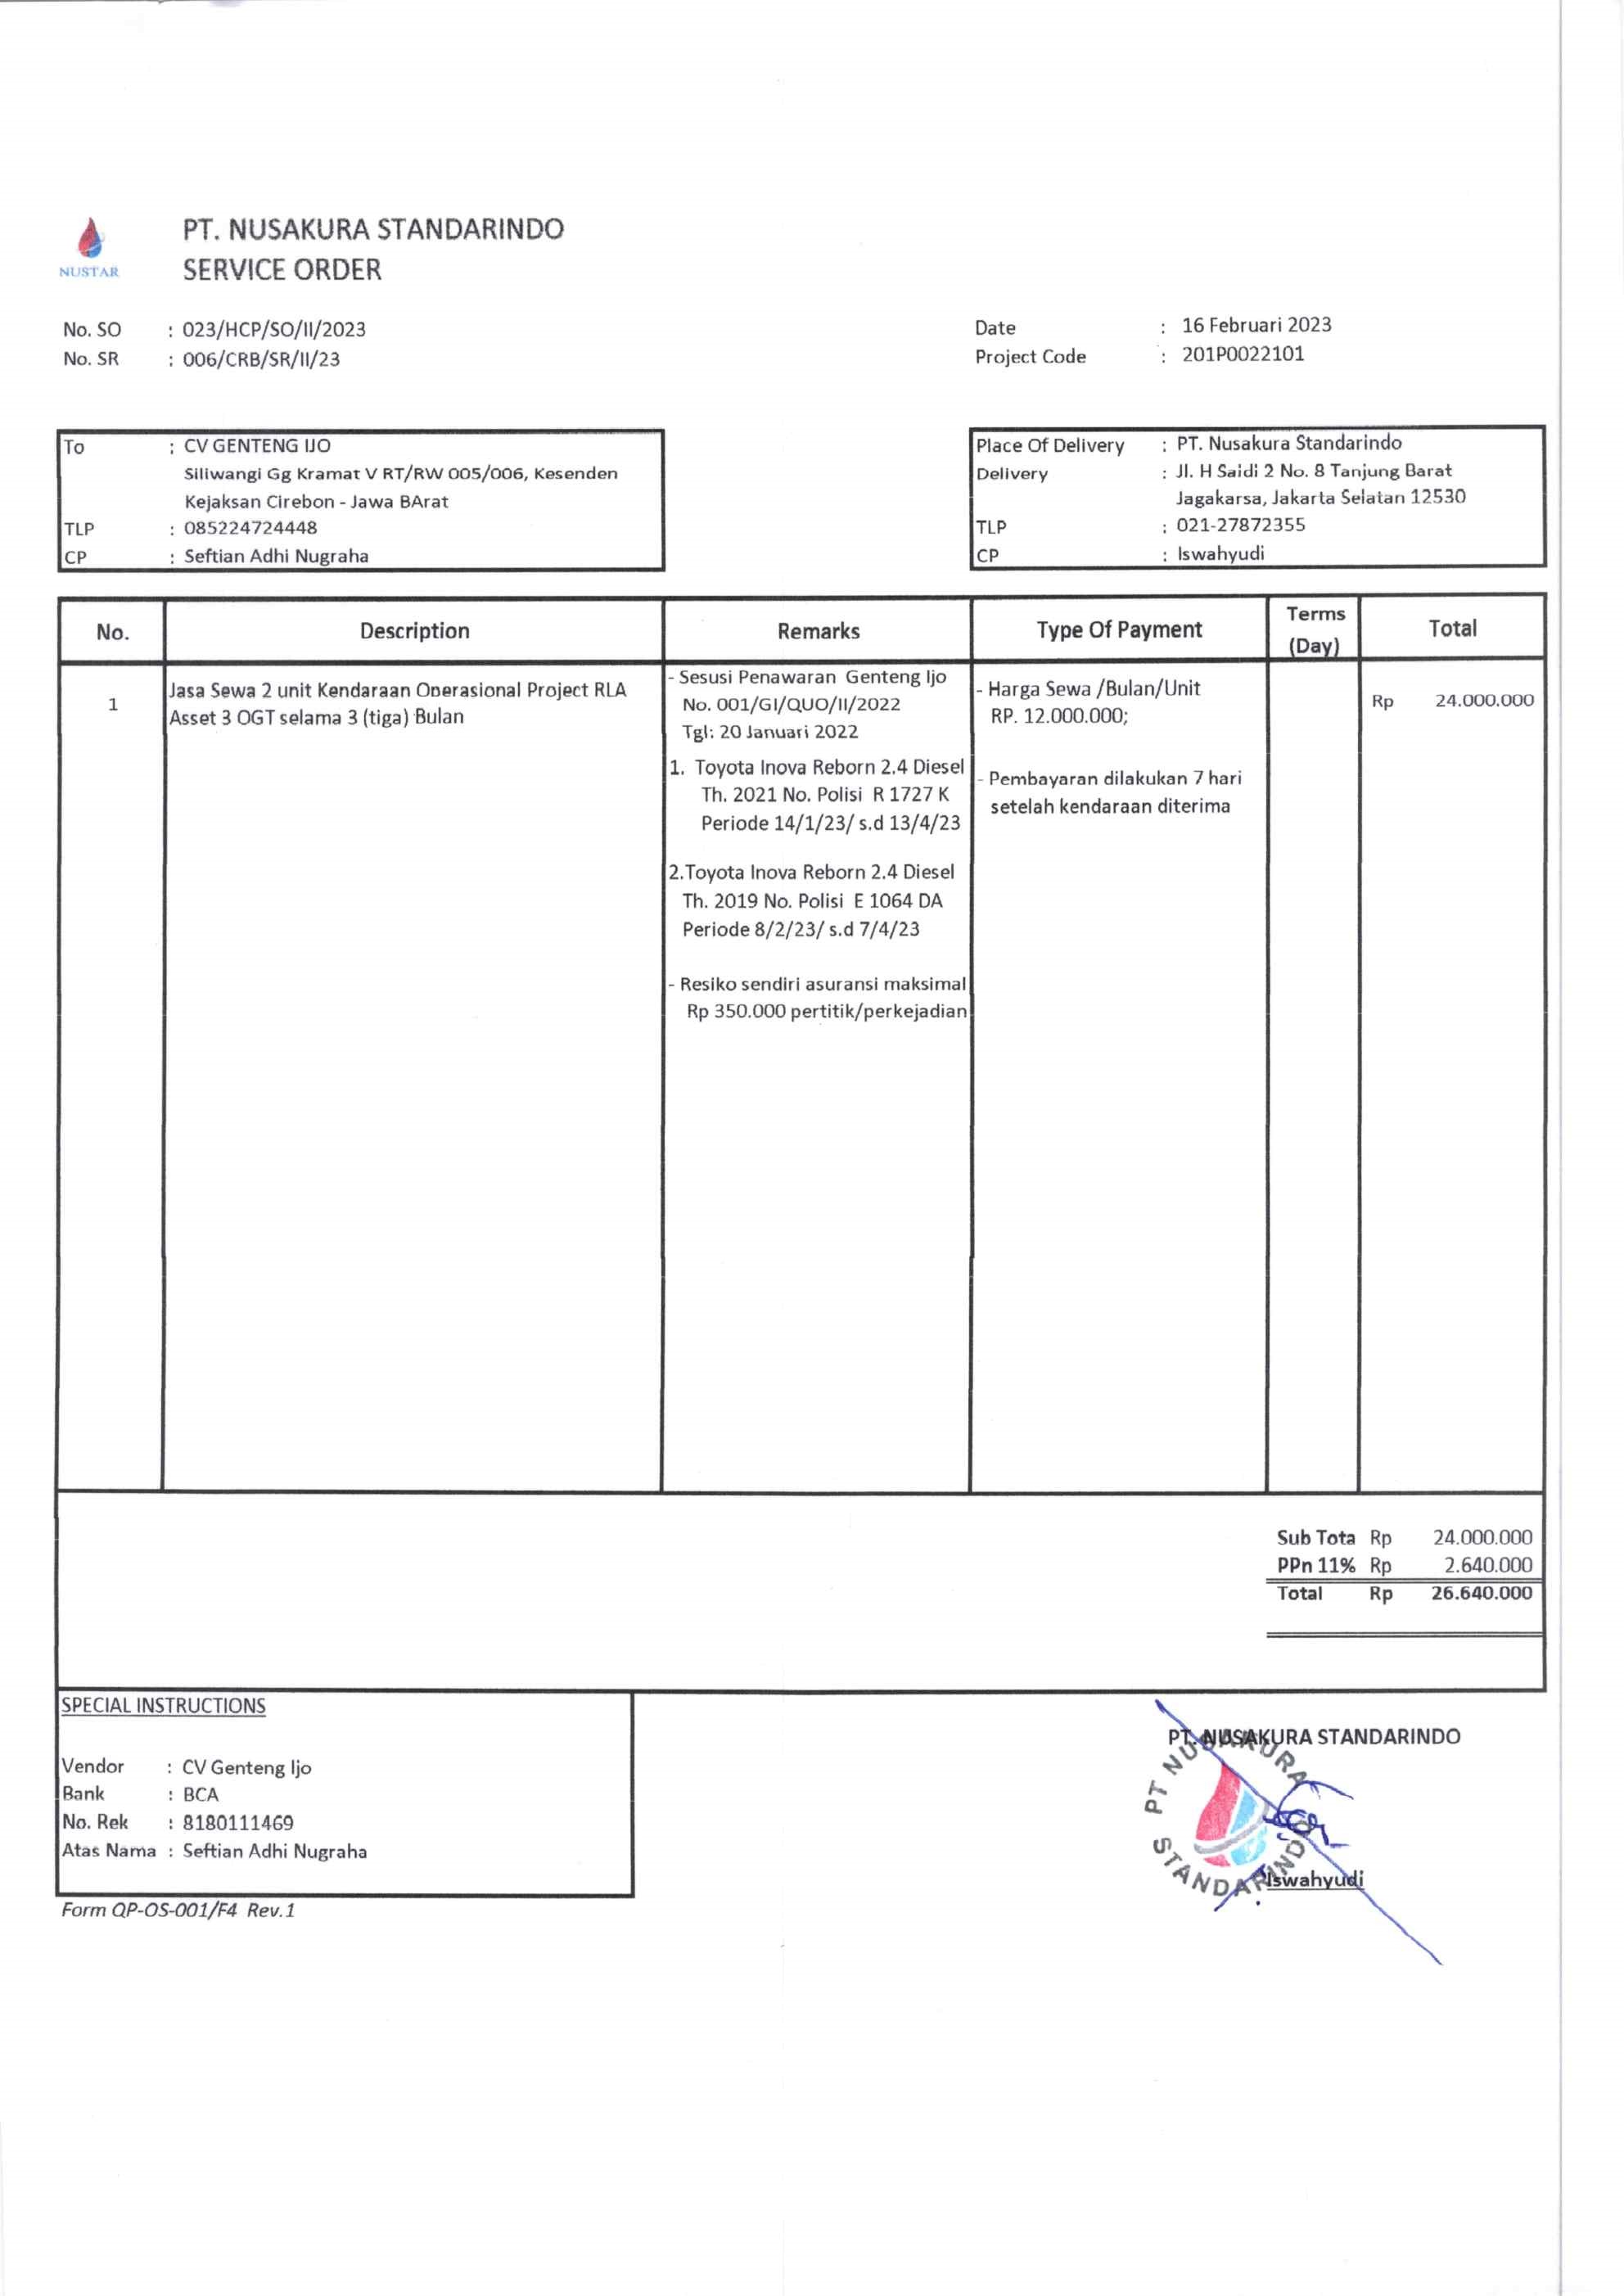 NUSTAR
PT. NUSAKURA STANDARINDO
SERVICE ORDER
No. SO : 023/HCP/SO/II/2023
No. SR : 006/CRB/SR/II/23
Date : 16 Februari 2023
Project Code : 201P0022101
To : CV GENTENG IJO
Siliwangi Gg Kramat V RT/RW 005/006, Kesenden
Kejaksan Cirebon - Jawa BArat
TLP : 085224724448
CP : Seftian Adhi Nugraha
Place Of Delivery : PT. Nusakura Standarindo
Delivery : Jl. H Saidi 2 No. 8 Tanjung Barat
Jagakarsa, Jakarta Selatan 12530
TLP : 021-27872355
CP : Iswahyudi
No. Description Remarks Type Of Payment Terms (Day) Total
1
Jasa Sewa 2 unit Kendaraan Operasional Project RLA
Asset 3 OGT selama 3 (tiga) Bulan
- Sesusi Penawaran Genteng Ijo
No. 001/GI/QUO/II/2022
Tgl: 20 Januari 2022
1. Toyota Inova Reborn 2.4 Diesel
Th. 2021 No. Polisi R 1727 K
Periode 14/1/23/ s.d 13/4/23
2.Toyota Inova Reborn 2.4 Diesel
Th. 2019 No. Polisi E 1064 DA
Periode 8/2/23/ s.d 7/4/23
- Resiko sendiri asuransi maksimal
Rp 350.000 pertitik/perkejadian
- Harga Sewa /Bulan/Unit
RP. 12.000.000;
- Pembayaran dilakukan 7 hari
setelah kendaraan diterima
Rp 24.000.000
Sub Tota Rp 24.000.000
PPn 11% Rp 2.640.000
Total Rp 26.640.000
SPECIAL INSTRUCTIONS
Vendor : CV Genteng Ijo
Bank : BCA
No. Rek : 8180111469
Atas Nama : Seftian Adhi Nugraha
Form QP-OS-001/F4 Rev.1
PT. NUSAKURA STANDARINDO
PT NUSAKURA
STANDARINDO
Iswahyudi